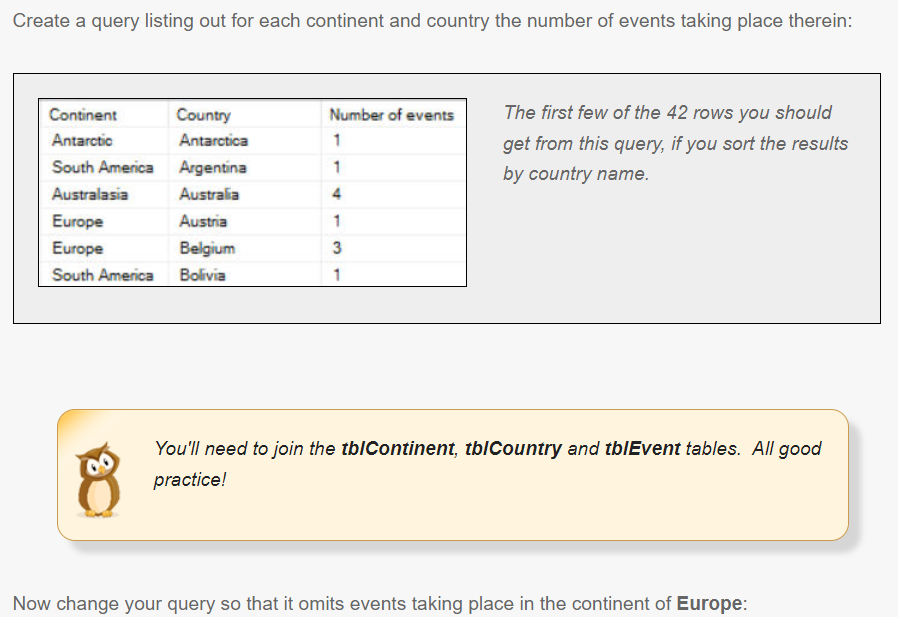 Create a query listing out for each continent and country the number of events taking place therein:
Continent Country Number of events
Antarctic Antarctica 1
South America Argentina 1
Australasia Australia 4
Europe Austria 1
Europe Belgium 3
South America Bolivia 1
The first few of the 42 rows you should
get from this query, if you sort the results
by country name.
You'll need to join the tblContinent, tblCountry and tblEvent tables. All good
practice!
Now change your query so that it omits events taking place in the continent of Europe: